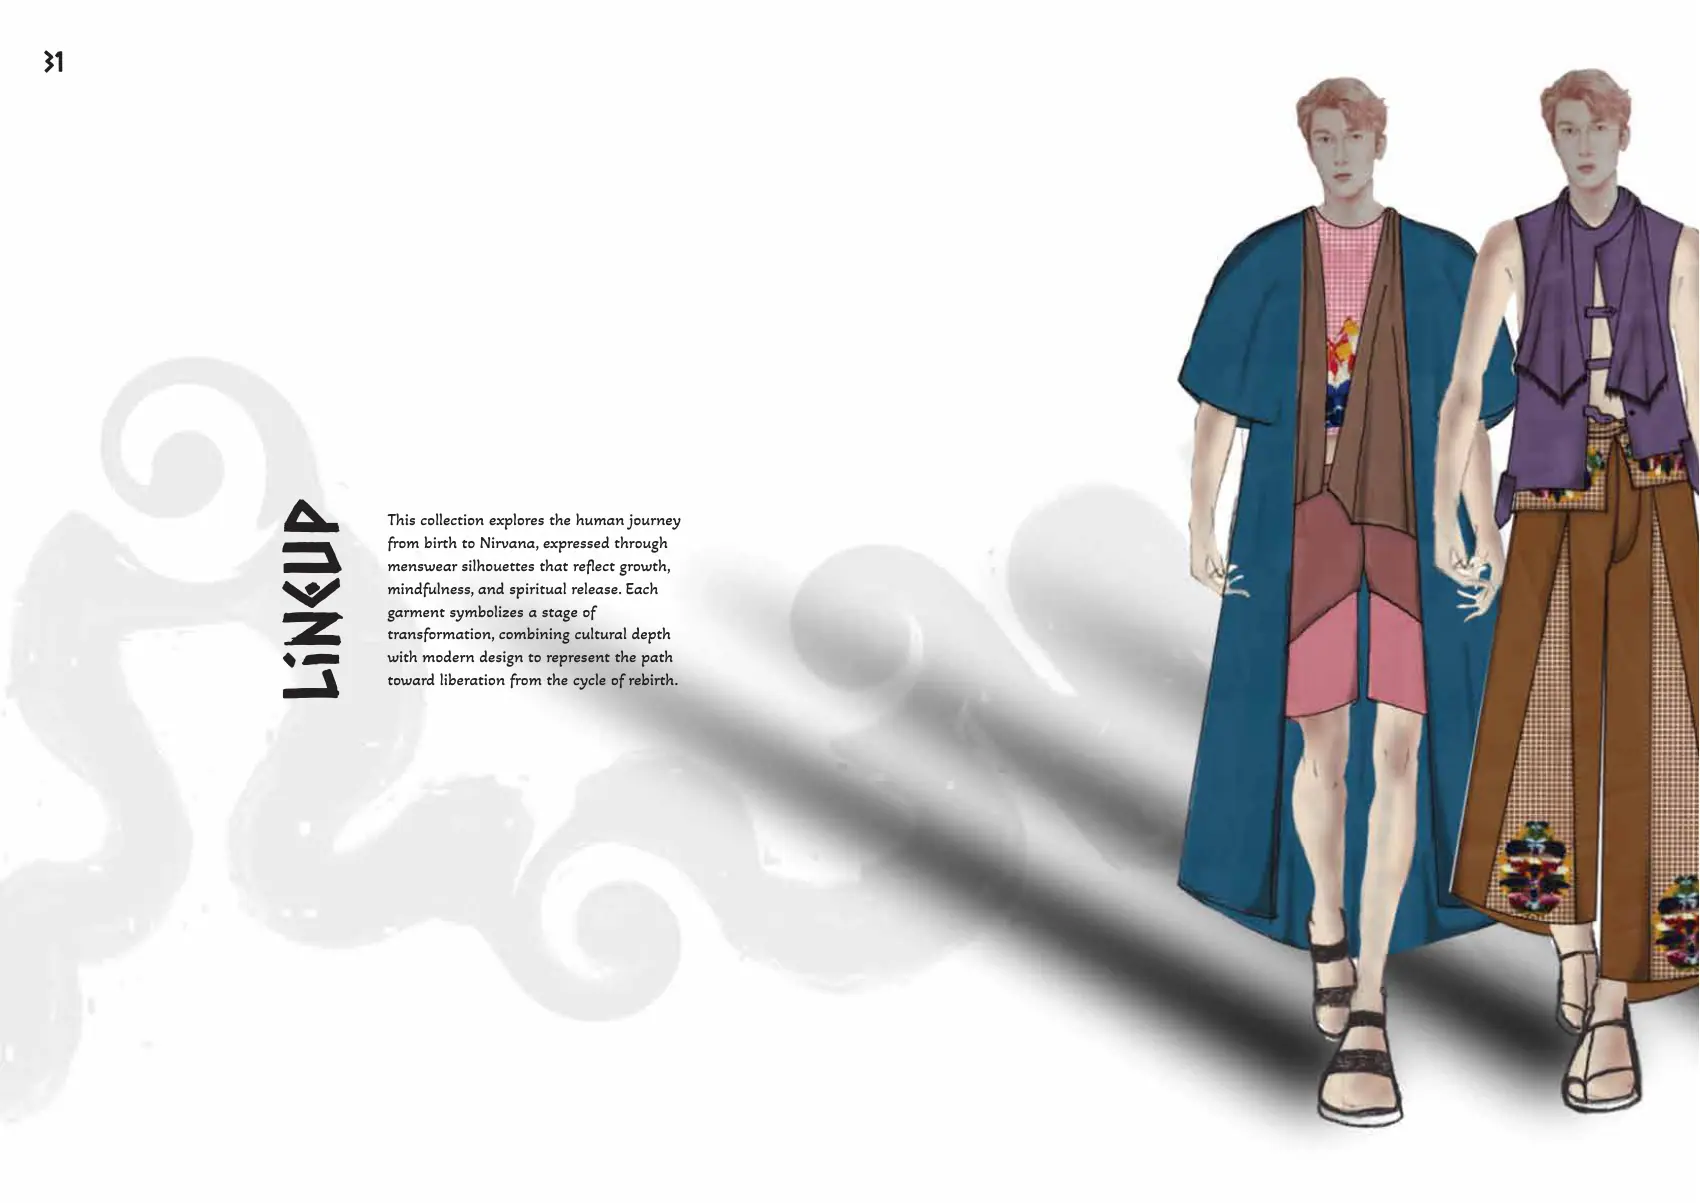 31
LiNEUP
This collection explores the human journey
from birth to Nirvana, expressed through
menswear silhouettes that reflect growth,
mindfulness, and spiritual release. Each
garment symbolizes a stage of
transformation, combining cultural depth
with modern design to represent the path
toward liberation from the cycle of rebirth.